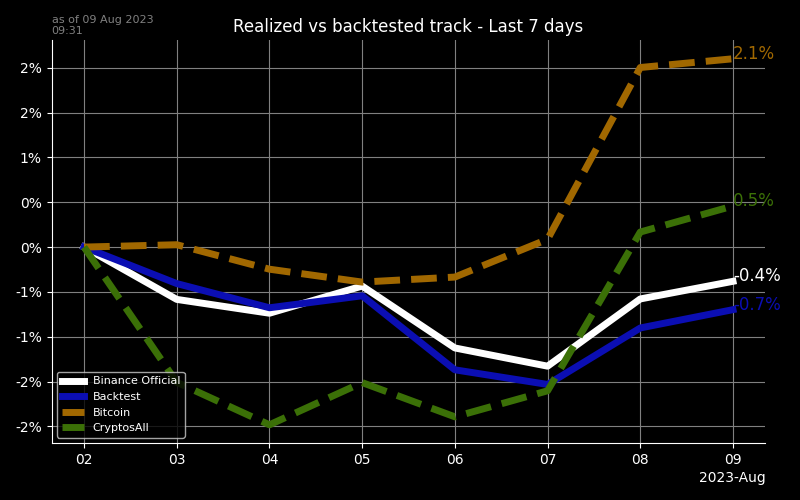 as of 09 Aug 2023
09:31
Realized vs backtested track - Last 7 days
2%
2%
1%
0%
0%
-1%
-1%
-2%
-2%
2.1%
0.5%
-0.4%
-0.7%
Binance Official
Backtest
Bitcoin
CryptosAll
02 03 04 05 06 07 08 09
2023-Aug